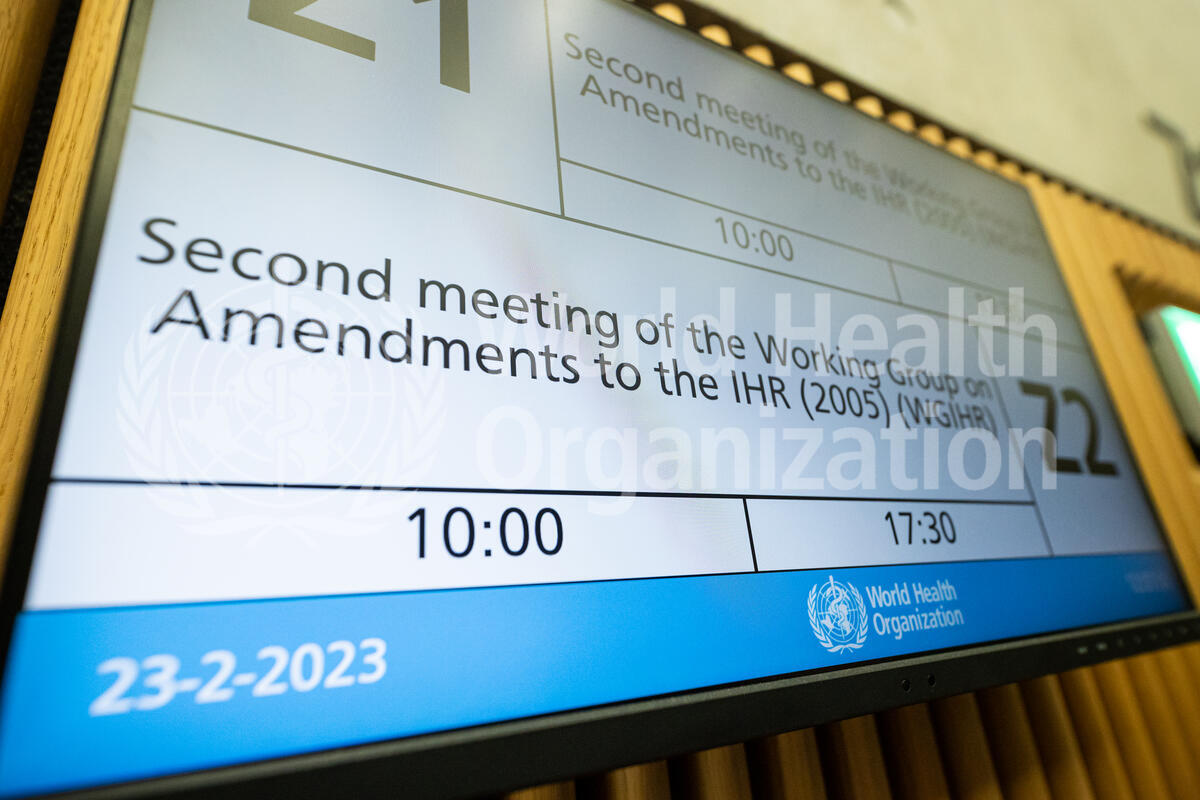 21
Second meeting of the Working Group on
Amendments to the IHR (2005) (WGIHR)
10:00
Second meeting of the Working Group on
Amendments to the IHR (2005) (WGIHR)
10:00
17:30
23-2-2023
World Health
Organization
World Health
Organization